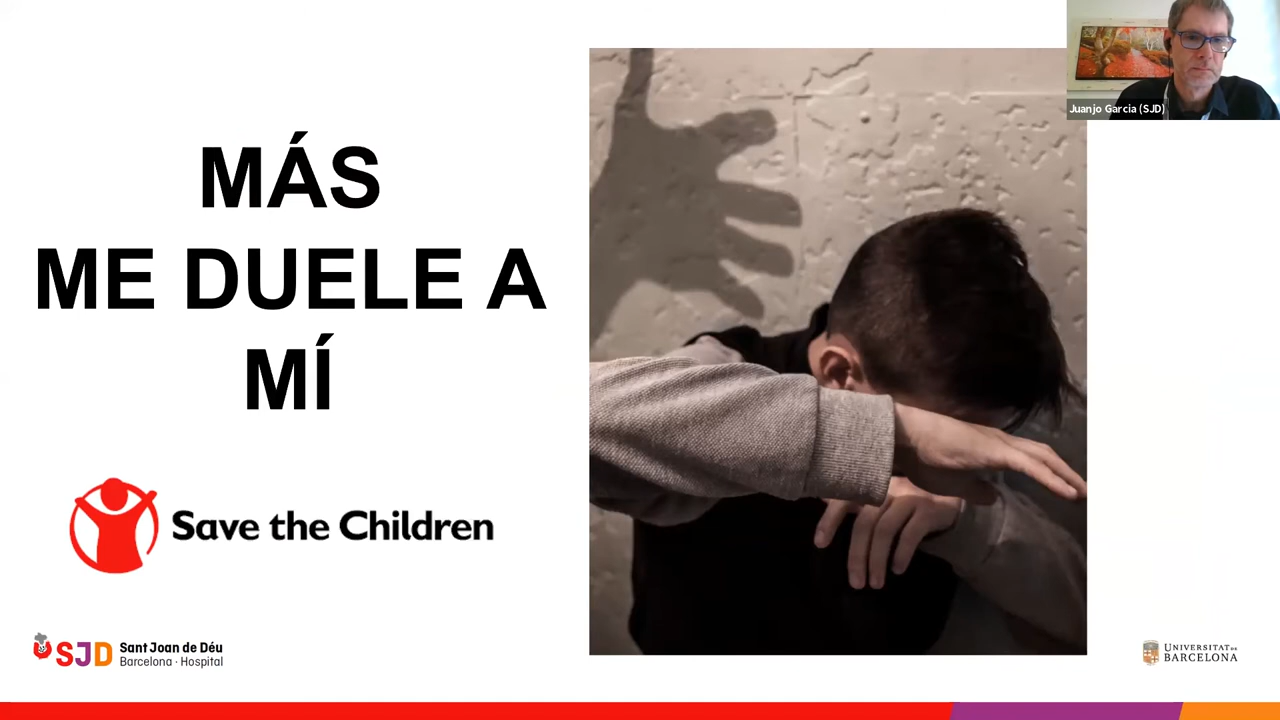 MÁS
ME DUELE A
MÍ
Save the Children
SJD Sant Joan de Déu
Barcelona · Hospital
UNIVERSITAT DE
BARCELONA
Juanjo Garcia (SJD)